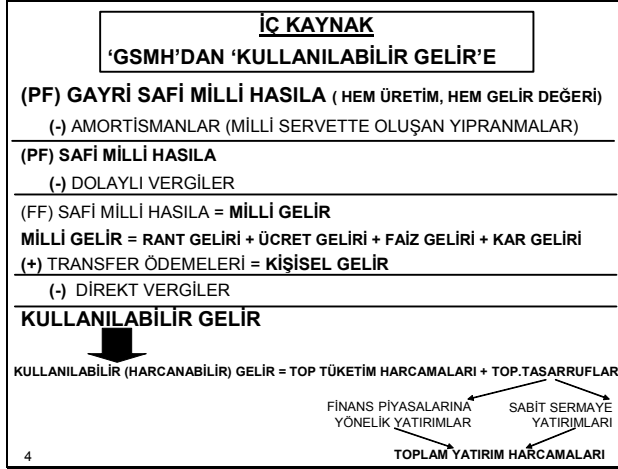 İÇ KAYNAK
‘GSMH’DAN ‘KULLANILABİLİR GELİR’E
(PF) GAYRİ SAFİ MİLLİ HASILA ( HEM ÜRETİM, HEM GELİR DEĞERİ)
(-) AMORTİSMANLAR (MİLLİ SERVETTE OLUŞAN YIPRANMALAR)
(PF) SAFİ MİLLİ HASILA
(-) DOLAYLI VERGİLER
(FF) SAFİ MİLLİ HASILA = MİLLİ GELİR
MİLLİ GELİR = RANT GELİRİ + ÜCRET GELİRİ + FAİZ GELİRİ + KAR GELİRİ
(+) TRANSFER ÖDEMELERİ = KİŞİSEL GELİR
(-) DİREKT VERGİLER
KULLANILABİLİR GELİR
KULLANILABİLİR (HARCANABİLİR) GELİR = TOP TÜKETİM HARCAMALARI + TOP.TASARRUFLAR
FİNANS PİYASALARINA
YÖNELİK YATIRIMLAR
SABİT SERMAYE
YATIRIMLARI
TOPLAM YATIRIM HARCAMALARI
4